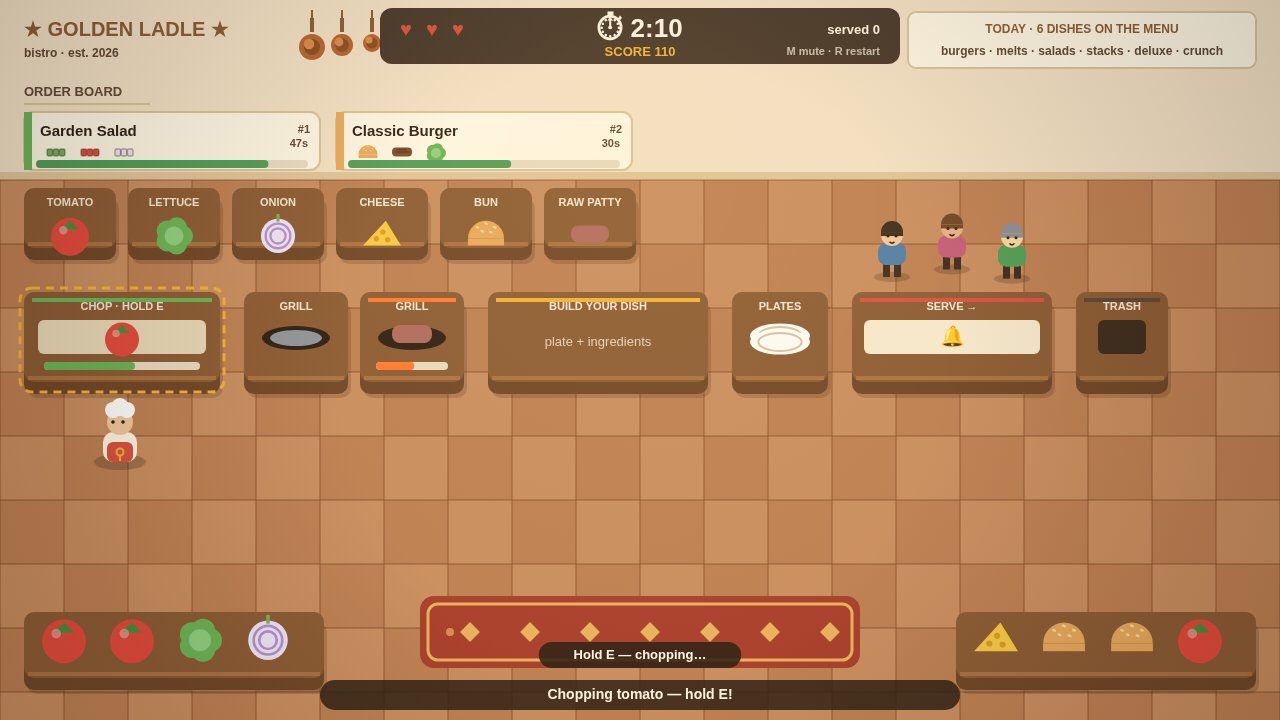 ★ GOLDEN LADLE ★
bistro · est. 2026
2:10
SCORE 110
served 0
M mute · R restart
TODAY · 6 DISHES ON THE MENU
burgers · melts · salads · stacks · deluxe · crunch
ORDER BOARD
Garden Salad
#1
47s
Classic Burger
#2
30s
TOMATO
LETTUCE
ONION
CHEESE
BUN
RAW PATTY
CHOP · HOLD E
GRILL
GRILL
BUILD YOUR DISH
plate + ingredients
PLATES
SERVE →
TRASH
Hold E — chopping…
Chopping tomato — hold E!